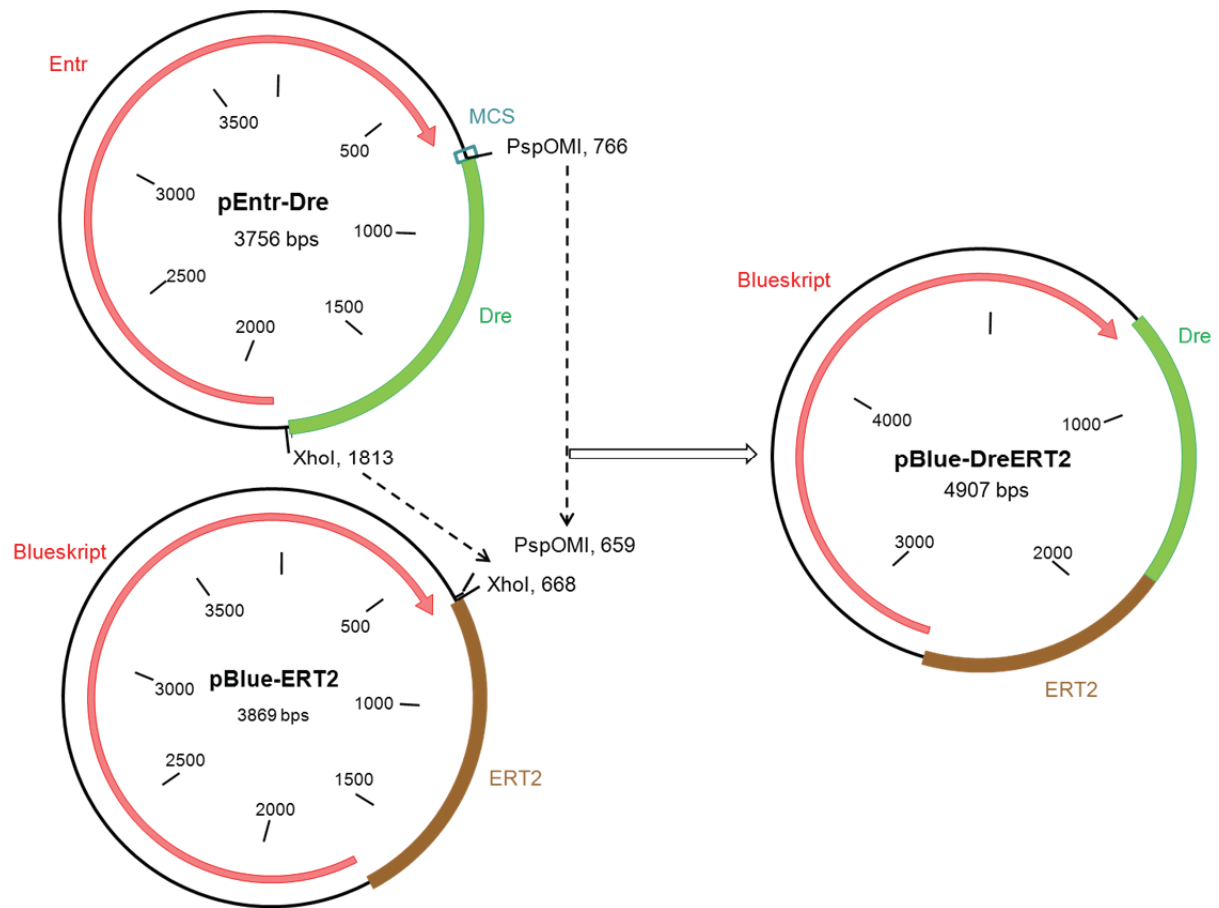 Entr
MCS
PspOMI, 766
3500
500
3000
pEntr-Dre
3756 bps
1000
2500
1500
2000
Dre
XhoI, 1813
Blueskript
PspOMI, 659
XhoI, 668
3500
500
3000
pBlue-ERT2
3869 bps
1000
2500
1500
2000
ERT2
Blueskript
Dre
4000
1000
pBlue-DreERT2
4907 bps
3000
2000
ERT2